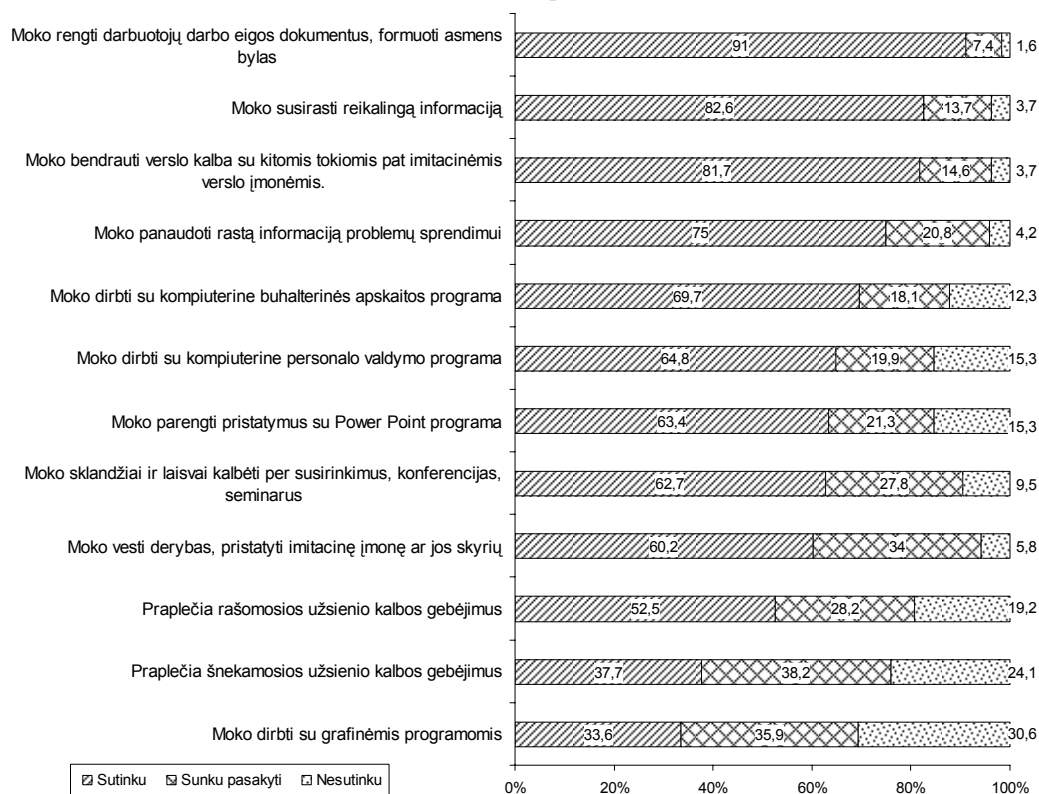 Moko rengti darbuotojų darbo eigos dokumentus, formuoti asmens
bylas
91
7,4
1,6
Moko susirasti reikalingą informaciją
82,6
13,7
3,7
Moko bendrauti verslo kalba su kitomis tokiomis pat imitacinėmis
verslo įmonėmis.
81,7
14,6
3,7
Moko panaudoti rastą informaciją problemų sprendimui
75
20,8
4,2
Moko dirbti su kompiuterine buhalterinės apskaitos programa
69,7
18,1
12,3
Moko dirbti su kompiuterine personalo valdymo programa
64,8
19,9
15,3
Moko parengti pristatymus su Power Point programa
63,4
21,3
15,3
Moko sklandžiai ir laisvai kalbėti per susirinkimus, konferencijas,
seminarus
62,7
27,8
9,5
Moko vesti derybas, pristatyti imitacinę įmonę ar jos skyrių
60,2
34
5,8
Praplečia rašomosios užsienio kalbos gebėjimus
52,5
28,2
19,2
Praplečia šnekamosios užsienio kalbos gebėjimus
37,7
38,2
24,1
Moko dirbti su grafinėmis programomis
33,6
35,9
30,6
Sutinku Sunku pasakyti Nesutinku
0% 20% 40% 60% 80% 100%